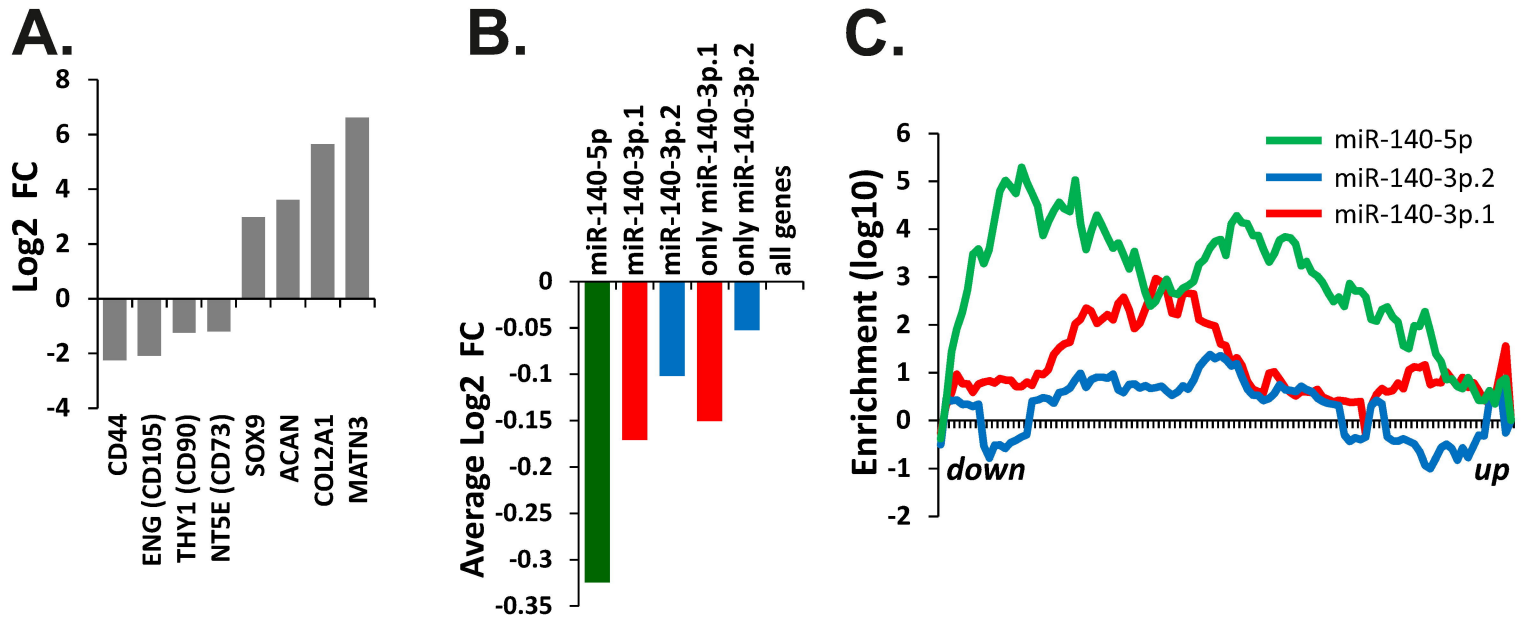 A.
8
6
4
2
0
-2
-4
Log2 FC
CD44
ENG (CD105)
THY1 (CD90)
NT5E (CD73)
SOX9
ACAN
COL2A1
MATN3
B.
miR-140-5p
miR-140-3p.1
miR-140-3p.2
only miR-140-3p.1
only miR-140-3p.2
all genes
0
-0.05
-0.1
-0.15
-0.2
-0.25
-0.3
-0.35
Average Log2 FC
C.
6
5
4
3
2
1
0
-1
-2
Enrichment (log10)
miR-140-5p
miR-140-3p.2
miR-140-3p.1
down
up